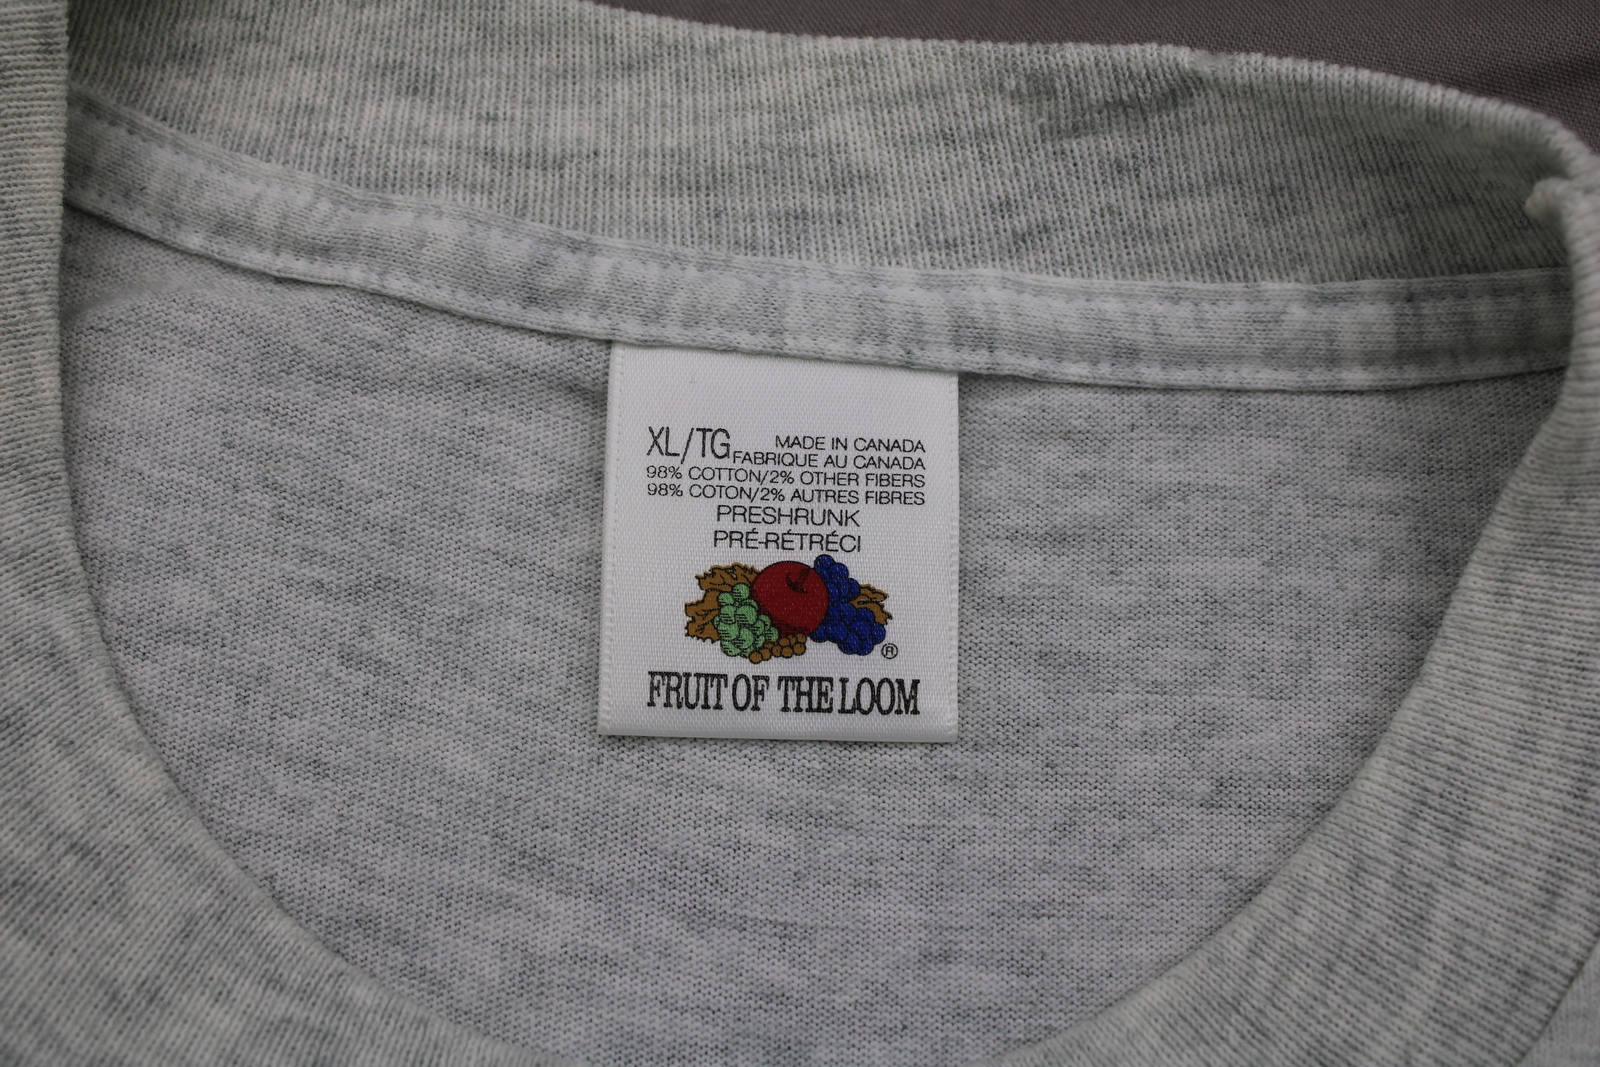 XL/TG MADE IN CANADA
FABRIQUE AU CANADA
98% COTTON/2% OTHER FIBERS
98% COTON/2% AUTRES FIBRES
PRESHRUNK
PRÉ-RÉTRÉCI
®
FRUIT OF THE LOOM